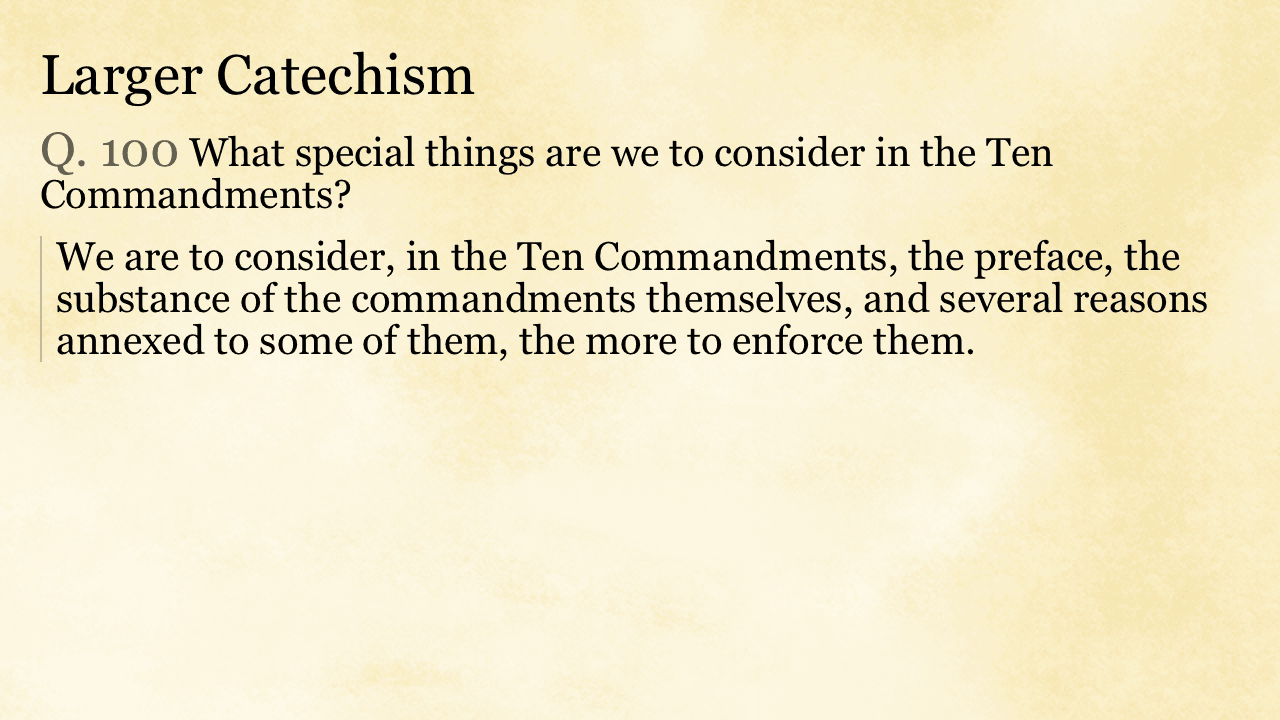 Larger Catechism
Q. 100 What special things are we to consider in the Ten
Commandments?
We are to consider, in the Ten Commandments, the preface, the
substance of the commandments themselves, and several reasons
annexed to some of them, the more to enforce them.